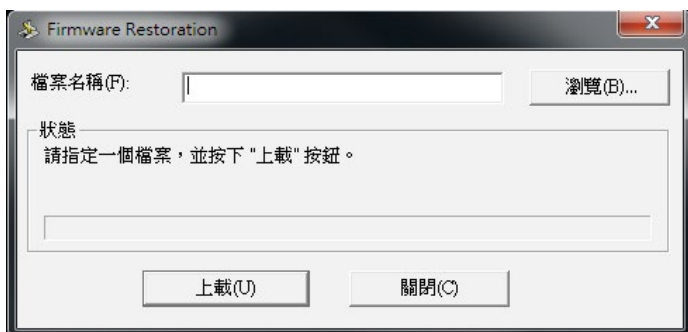 Firmware Restoration
檔案名稱(F):
瀏覽(B)...
狀態
請指定一個檔案，並按下 "上載" 按鈕。
上載(U)
關閉(C)